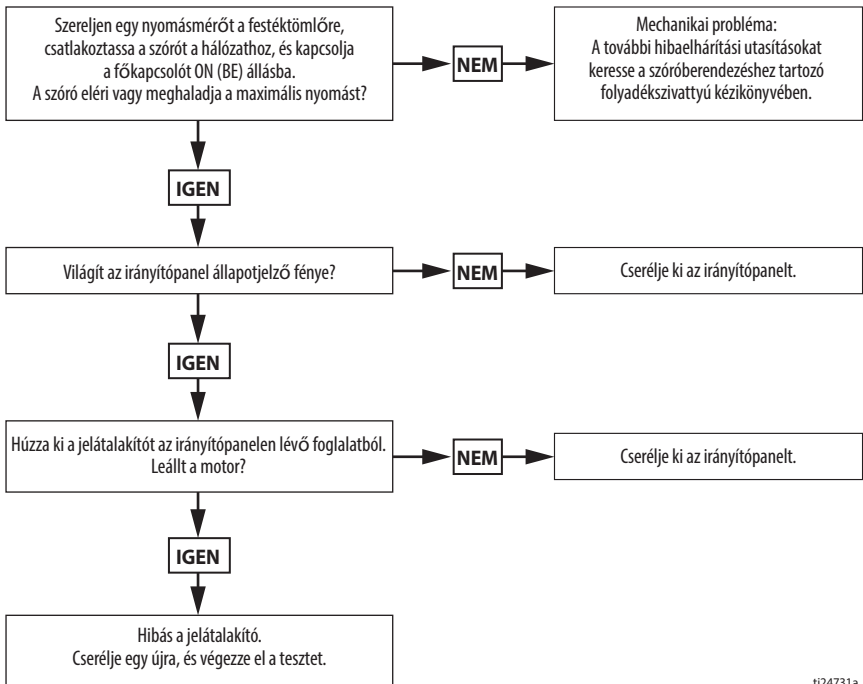 Szereljen egy nyomásmérőt a festéktömlőre,
csatlakoztassa a szórót a hálózathoz, és kapcsolja
a főkapcsolót ON (BE) állásba.
A szóró eléri vagy meghaladja a maximális nyomást?
NEM
Mechanikai probléma:
A további hibaelhárítási utasításokat
keresse a szóróberendezéshez tartozó
folyadékszivattyú kézikönyvében.
IGEN
Világít az irányítópanel állapotjelző fénye?
NEM
Cserélje ki az irányítópanelt.
IGEN
Húzza ki a jelátalakítót az irányítópanelen lévő foglalatból.
Leállt a motor?
NEM
Cserélje ki az irányítópanelt.
IGEN
Hibás a jelátalakító.
Cserélje egy újra, és végezze el a tesztet.
ti24731a